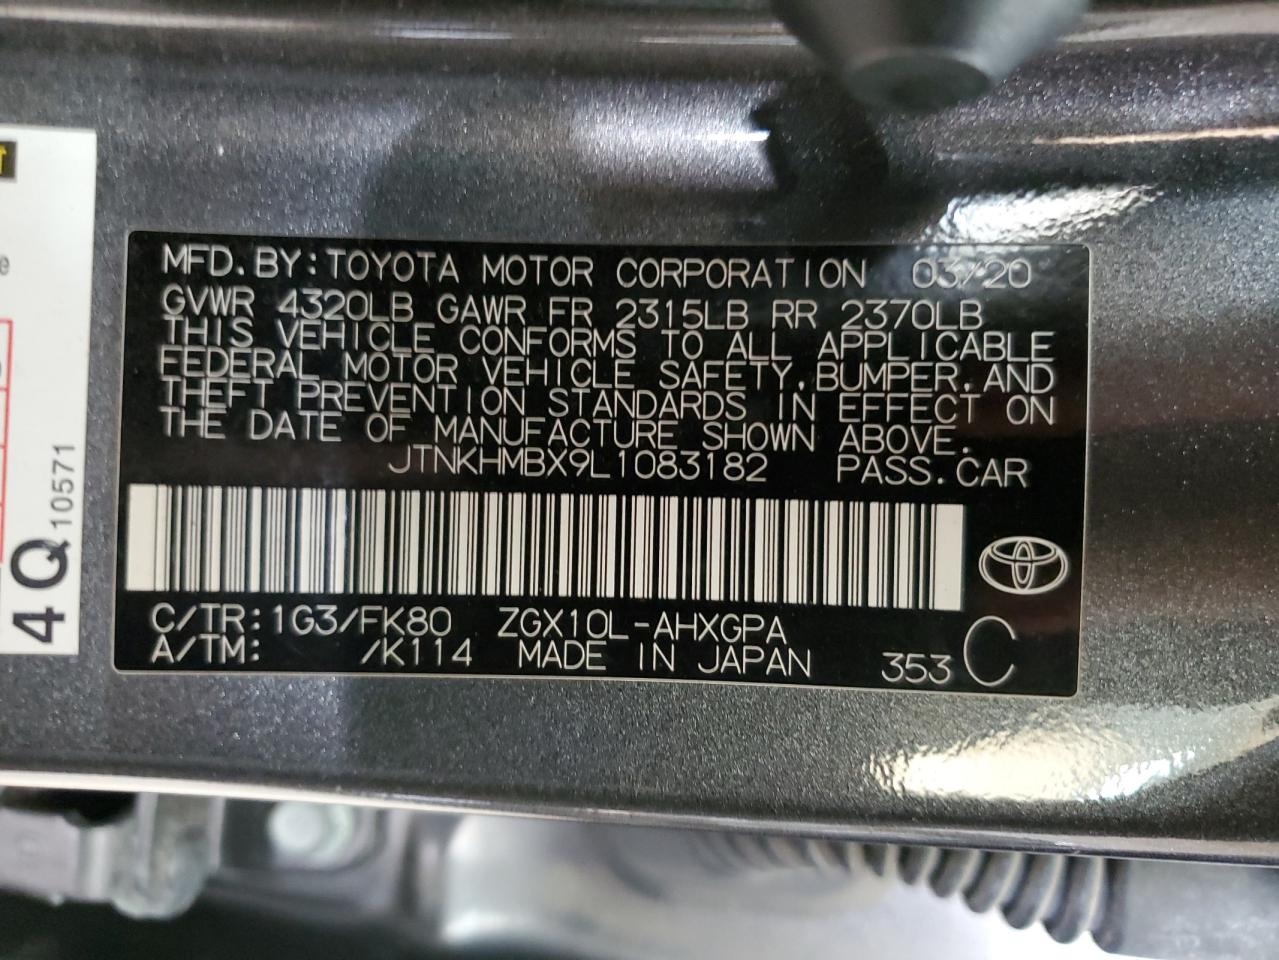 MFD.BY:TOYOTA MOTOR CORPORATION 03/20
GVWR 4320LB GAWR FR 2315LB RR 2370LB
THIS VEHICLE CONFORMS TO ALL APPLICABLE
FEDERAL MOTOR VEHICLE SAFETY,BUMPER,AND
THEFT PREVENTION STANDARDS IN EFFECT ON
THE DATE OF MANUFACTURE SHOWN ABOVE.
JTNKHMBX9L1083182 PASS.CAR
C/TR:1G3/FK80 ZGX10L-AHXGPA
A/TM: /K114 MADE IN JAPAN 353 C
4Q 10571